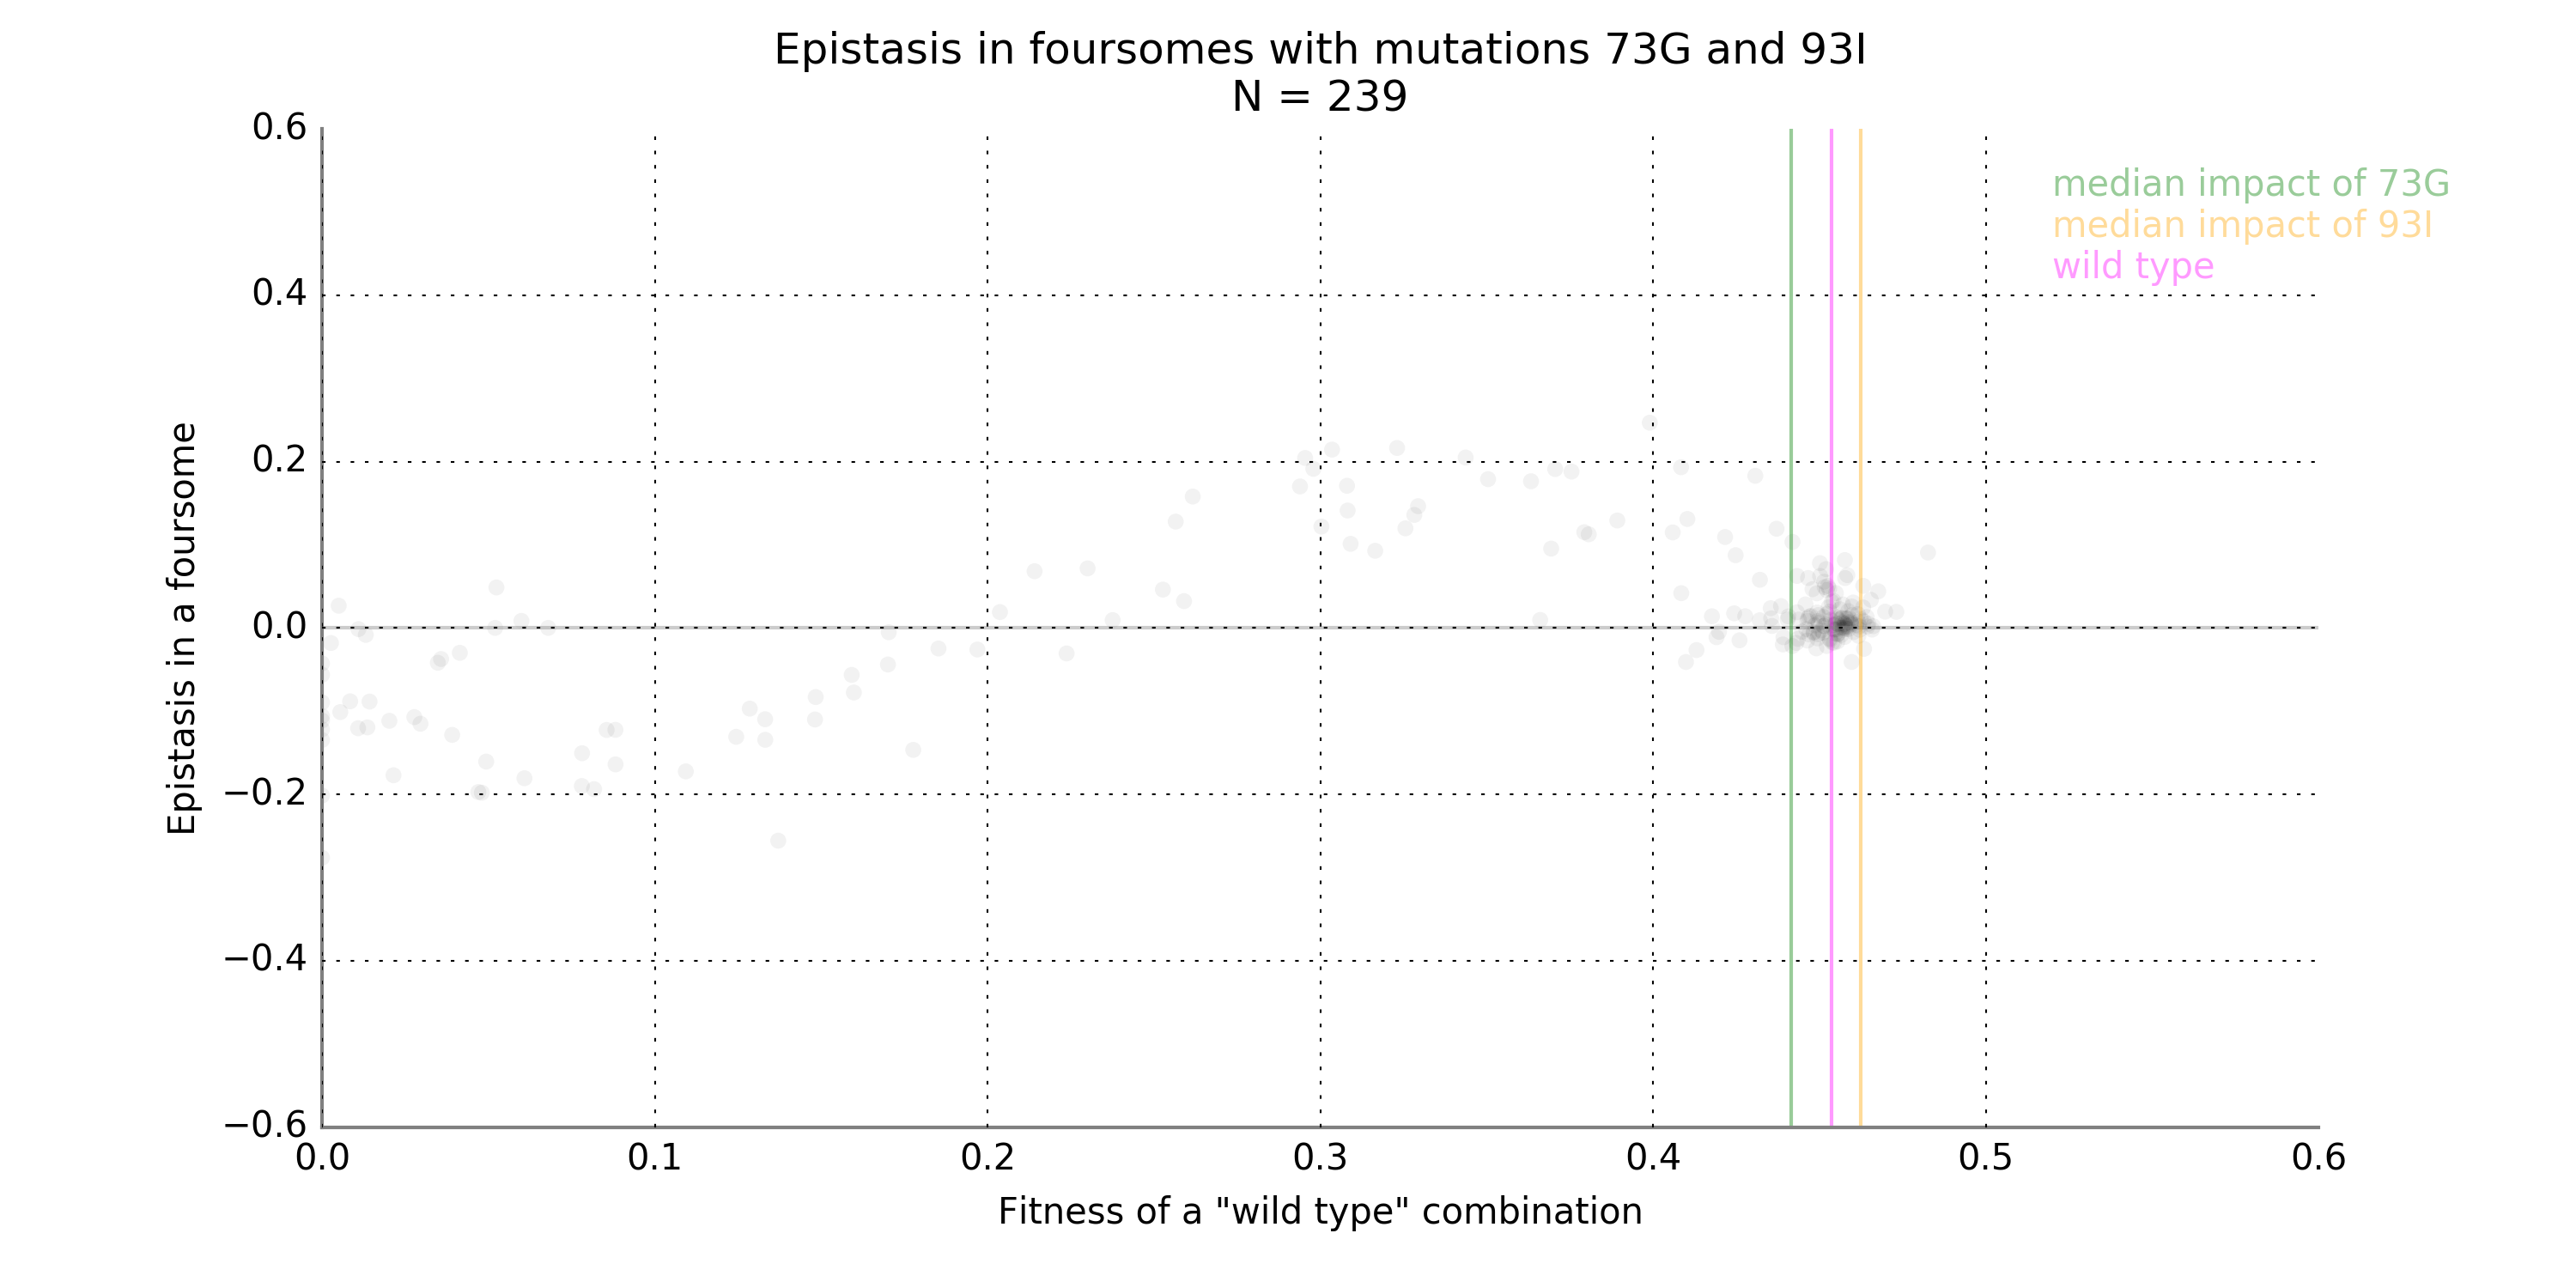 Epistasis in foursomes with mutations 73G and 93I
N = 239
median impact of 73G
median impact of 93I
wild type
Epistasis in a foursome
0.6
0.4
0.2
0.0
−0.2
−0.4
−0.6
0.0 0.1 0.2 0.3 0.4 0.5 0.6
Fitness of a "wild type" combination